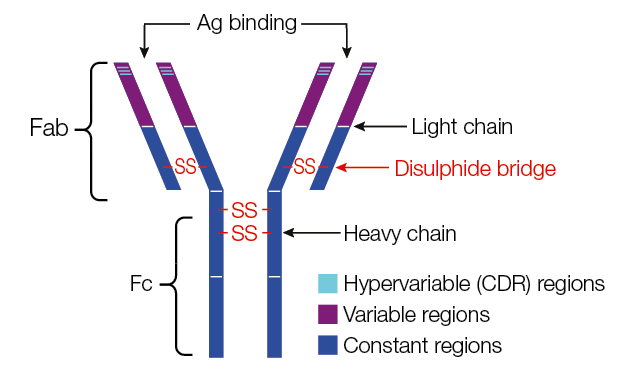 Ag binding
Fab
Light chain
SS
SS
Disulphide bridge
SS
SS
Heavy chain
Fc
Hypervariable (CDR) regions
Variable regions
Constant regions